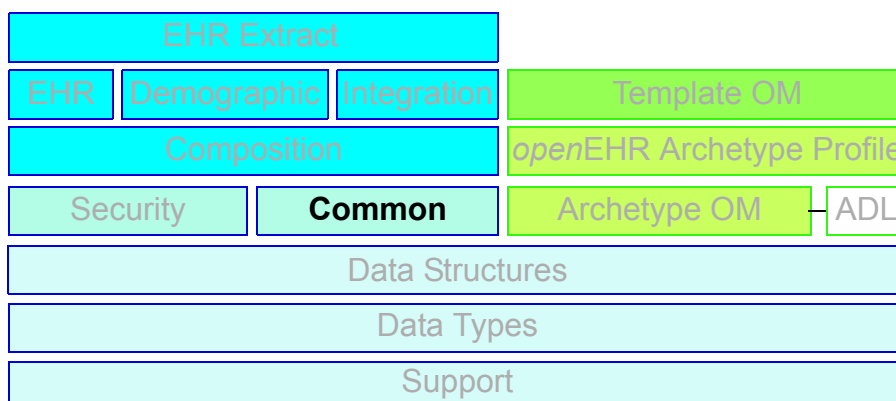 EHR Extract
EHR Demographic Integration Template OM
Composition openEHR Archetype Profile
Security Common Archetype OM ADL
Data Structures
Data Types
Support